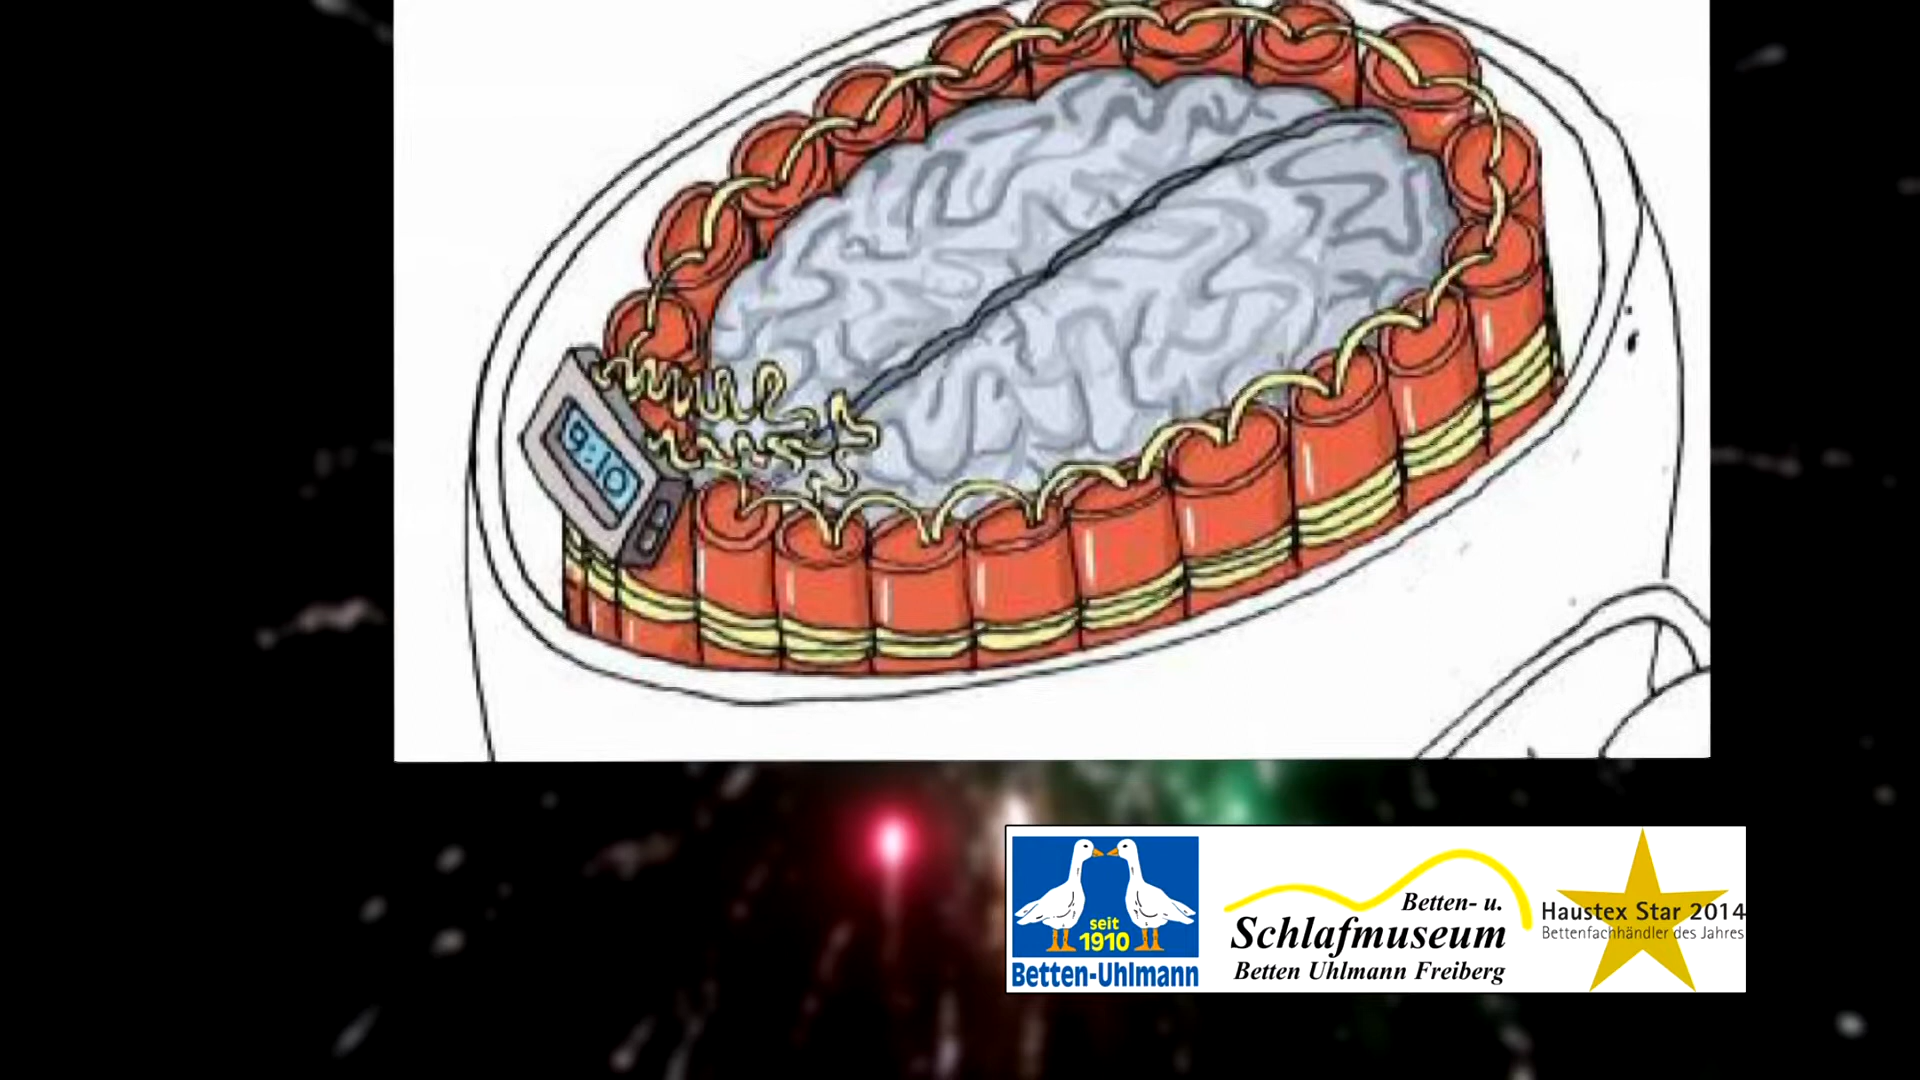 9:10
seit
1910
Betten-Uhlmann
Betten- u.
Schlafmuseum
Betten Uhlmann Freiberg
Haustex Star 2014
Bettenfachhändler des Jahres